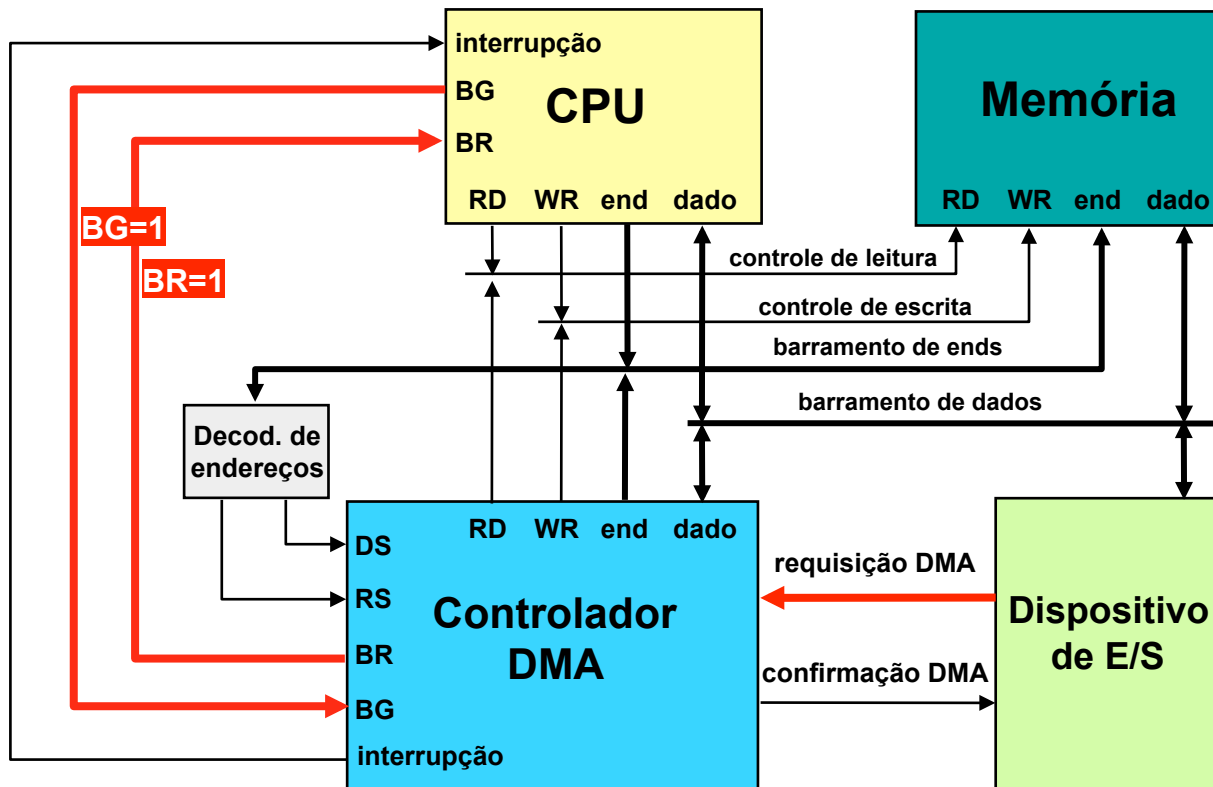 interrupção
BG
CPU
BR
RD WR end dado
Memória
RD WR end dado
BG=1
BR=1
controle de leitura
controle de escrita
barramento de ends
barramento de dados
Decod. de
endereços
RD WR end dado
DS
RS
Controlador
DMA
BR
BG
interrupção
requisição DMA
confirmação DMA
Dispositivo
de E/S